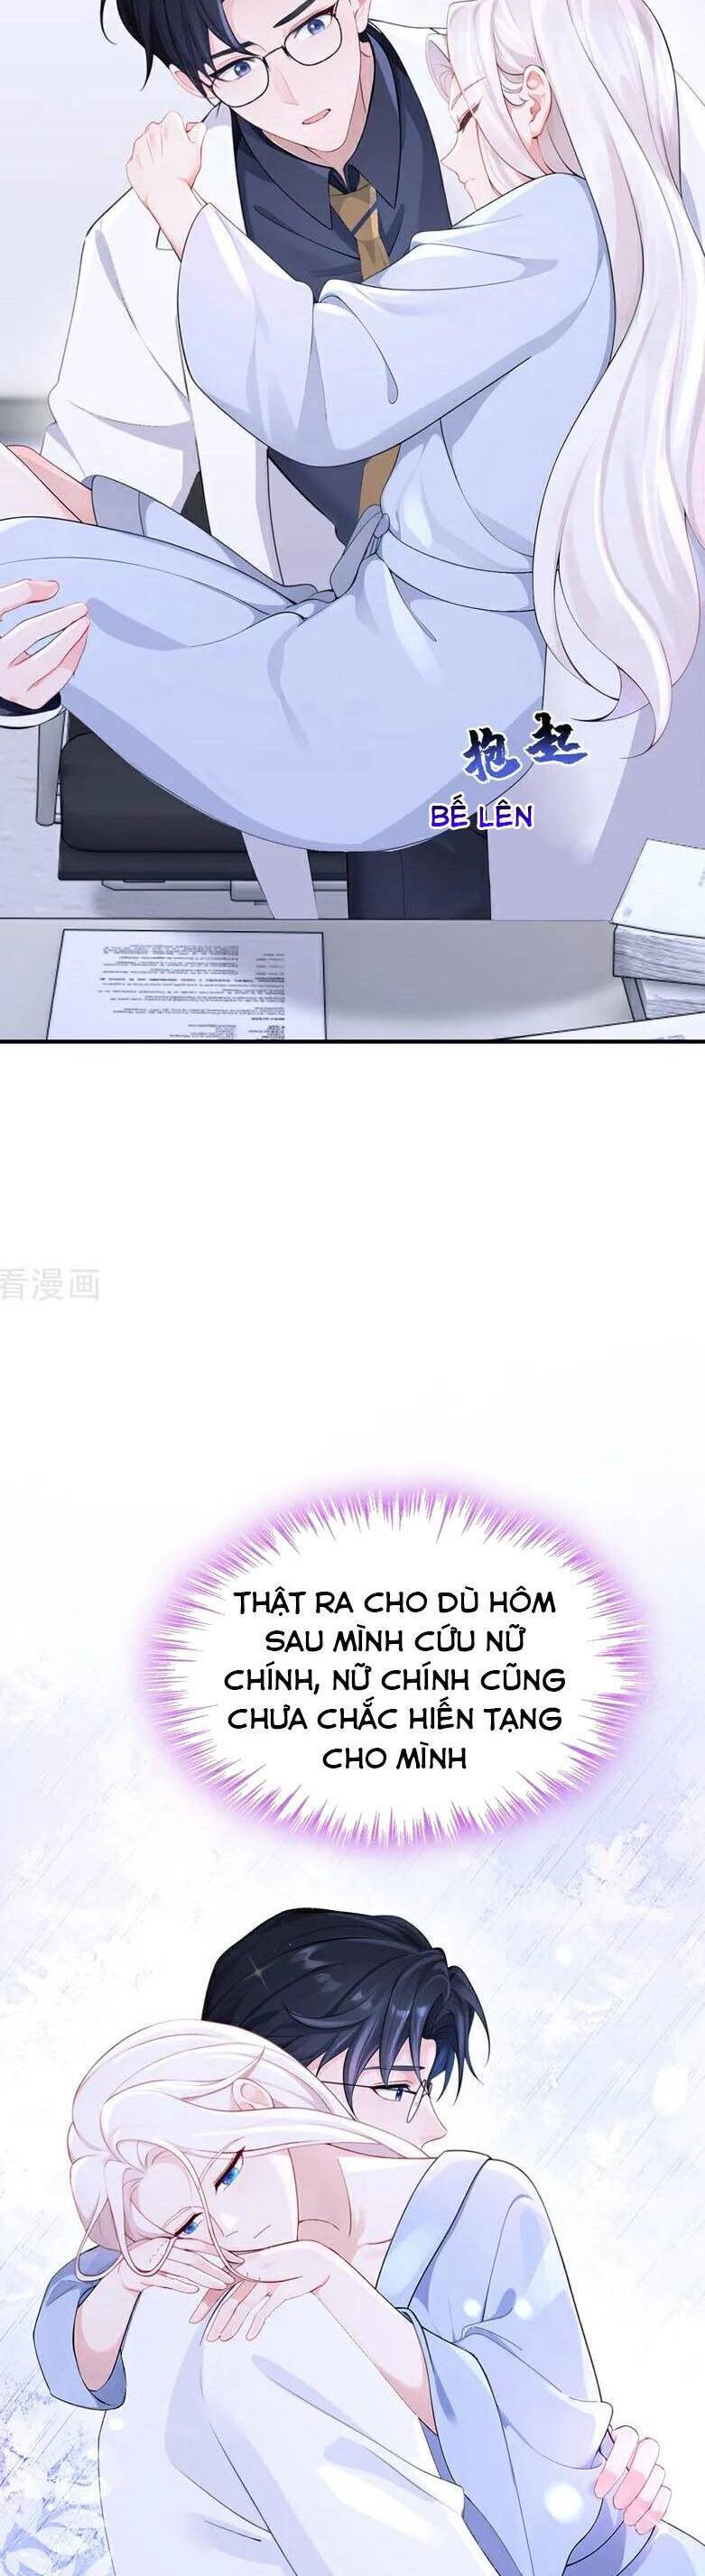 抱起
BẾ LÊN
看漫画
THẬT RA CHO DÙ HÔM
SAU MÌNH CỨU NỮ
CHÍNH, NỮ CHÍNH CŨNG
CHƯA CHẮC HIẾN TẠNG
CHO MÌNH